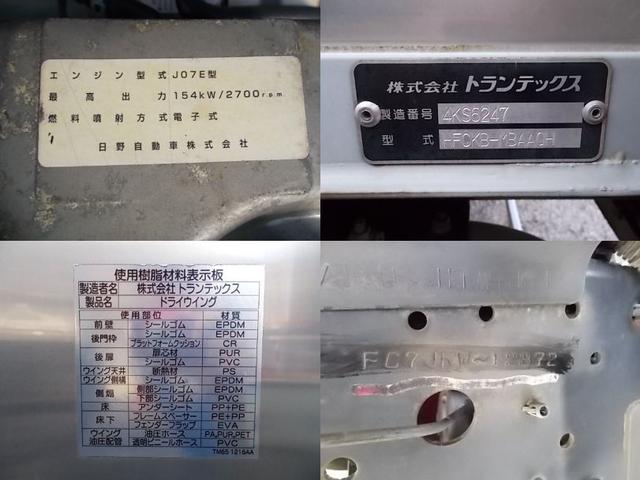 エンジン型式 J07E型
最高出力 154kW/2700r.p.m
燃料噴射方式 電子式
日野自動車株式会社
株式会社 トランテックス
製造番号 4KS6247
型式
使用樹脂材料表示板
製造者名 株式会社トランテックス
製品名 ドライウイング
使用部位 材質
前壁 シールゴム EPDM
後門枠 シールゴム EPDM
プラットフォームクッション CR
後扉 扉芯材 PUR
シールゴム PVC
ウイング天井 断熱材 PS
ウイング側構 シールゴム EPDM
側煽 側部シールゴム EPDM
下部シールゴム PVC
床 アンダーシート PP+PE
床下 フレームスペーサー PE+PP
フェンダーフラップ EVA
ウイング油圧配管 油圧ホース PA,PUR,PET
透明ビニールホース PVC
TM65 1216AA